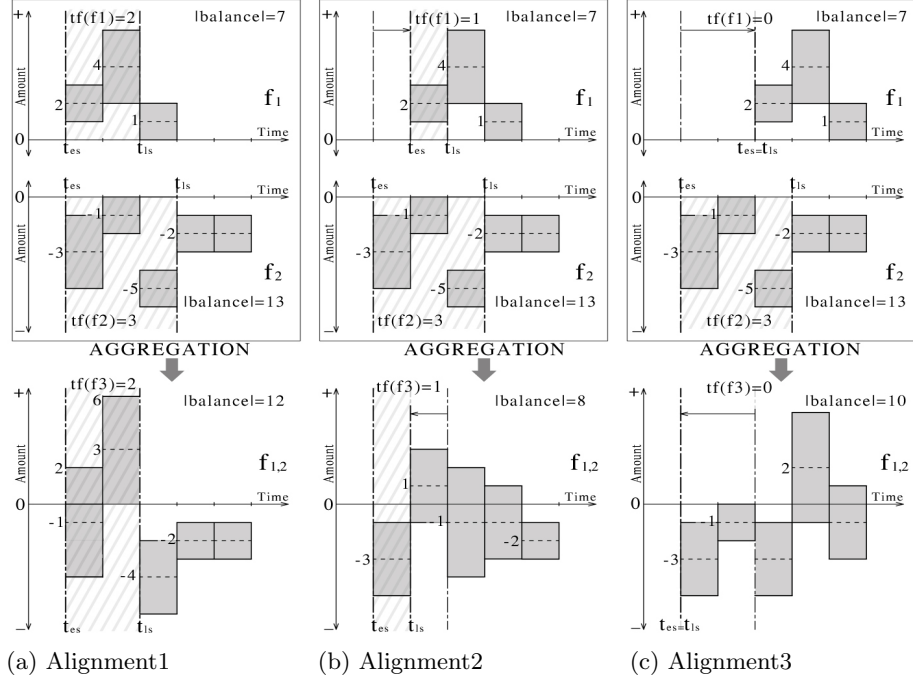 + tf(f1)=2 |balance|=7
Amount
4
2
1
f1
0
Time
tes tls
tes tls
Time
0
Amount
-1
-2
-3
-5
f2
|balance|=13
tf(f2)=3
−
AGGREGATION
+ tf(f3)=2
6 |balance|=12
Amount
3
2
f1,2
0
Time
-1
-2
-4
− tes tls
(a) Alignment1
+ tf(f1)=1 |balance|=7
Amount
4
2
1
f1
0
Time
tes tls
tes tls
Time
0
Amount
-1
-2
-3
-5
f2
|balance|=13
tf(f2)=3
−
AGGREGATION
+ tf(f3)=1
|balance|=8
Amount
1
f1,2
0
Time
-1
-2
-3
− tes tls
(b) Alignment2
+ tf(f1)=0 |balance|=7
Amount
4
2
1
f1
0
Time
tes=tls
tes tls
Time
0
Amount
-1
-2
-3
-5
f2
|balance|=13
tf(f2)=3
−
AGGREGATION
+ tf(f3)=0
|balance|=10
Amount
2
f1,2
0
Time
-1
-3
− tes=tls
(c) Alignment3